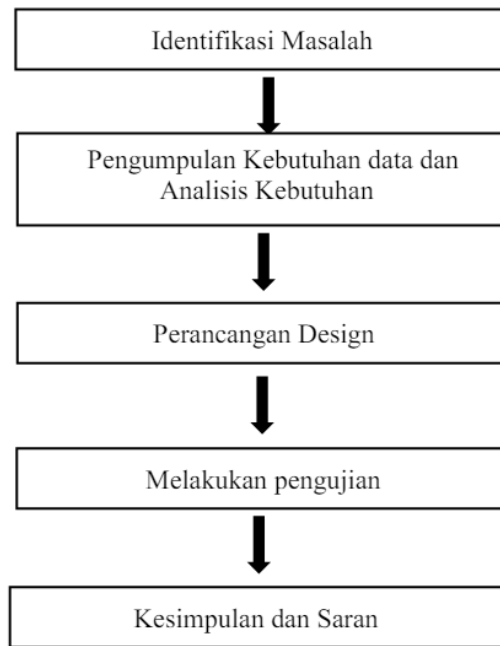 Identifikasi Masalah
Pengumpulan Kebutuhan data dan
Analisis Kebutuhan
Perancangan Design
Melakukan pengujian
Kesimpulan dan Saran